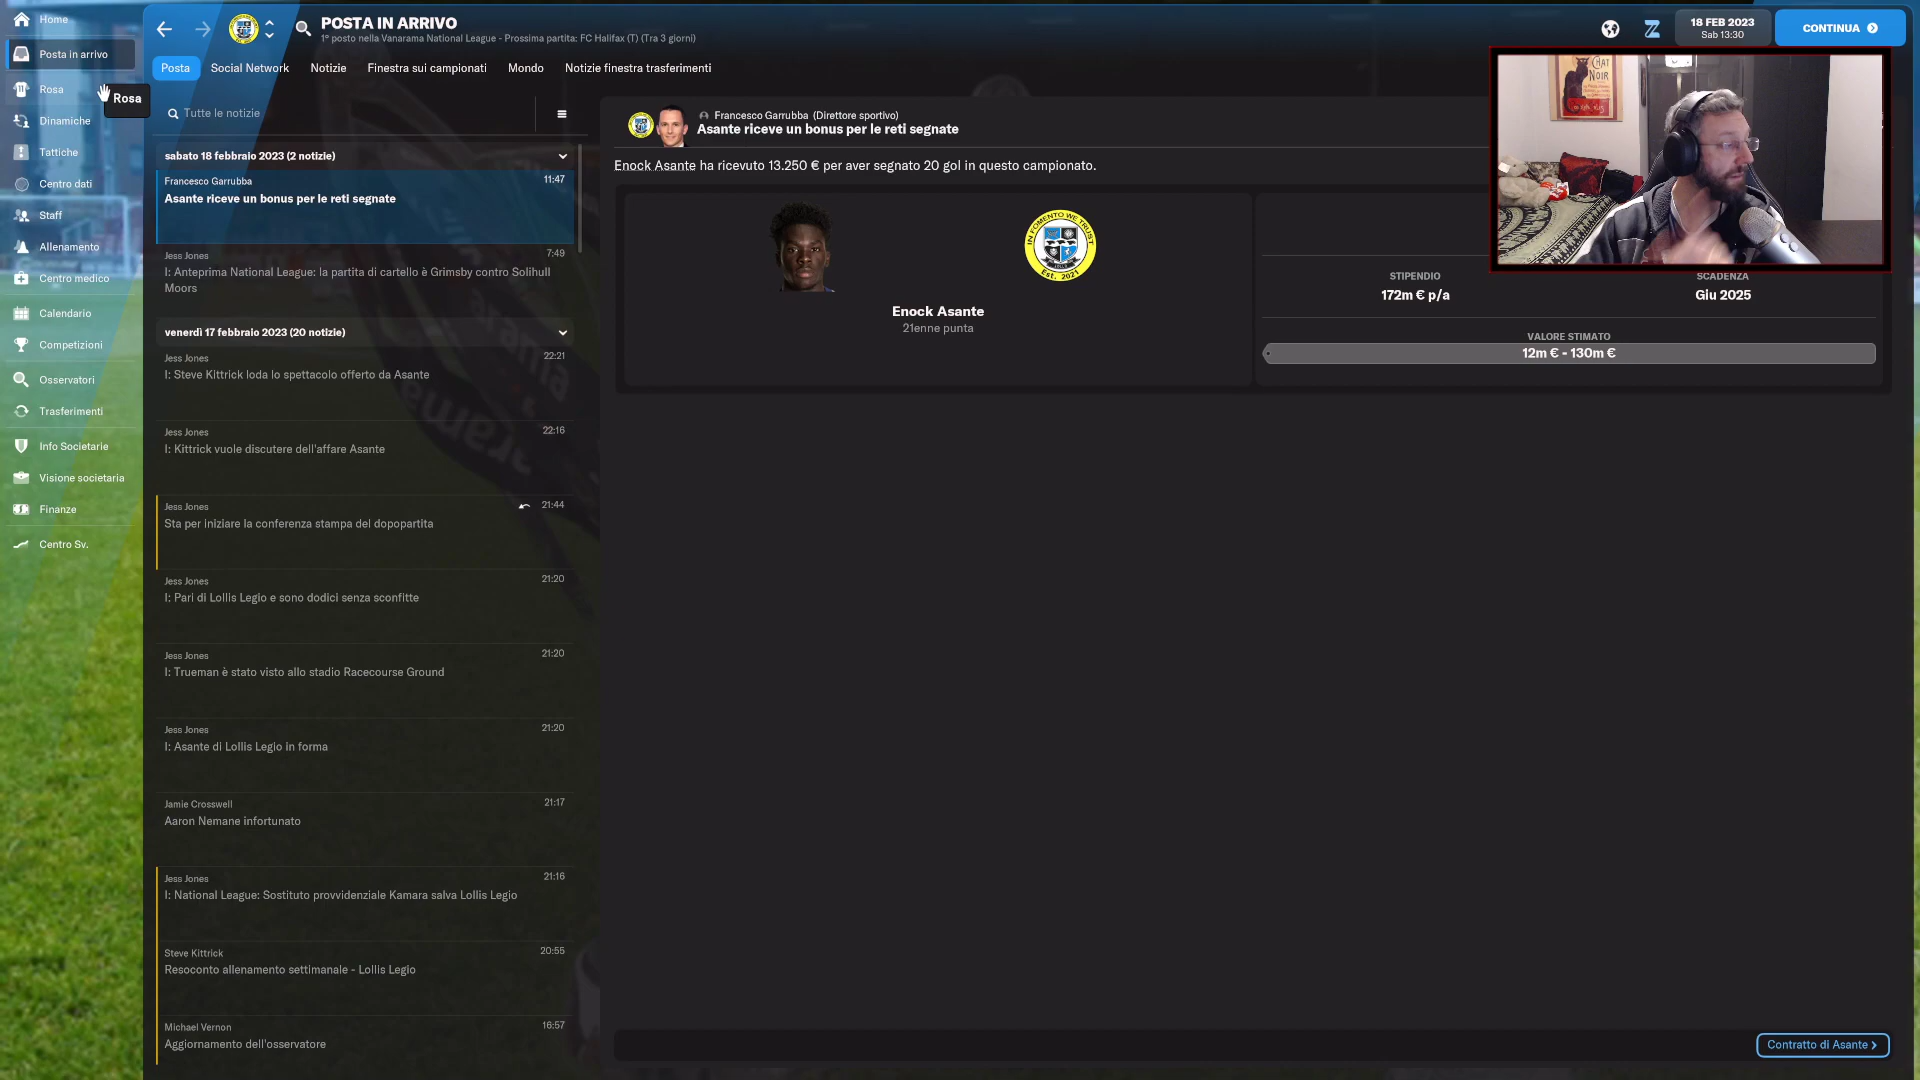 Home
Posta in arrivo
Rosa
Rosa
Dinamiche
Tattiche
Centro dati
Staff
Allenamento
Centro medico
Calendario
Competizioni
Osservatori
Trasferimenti
Info Societarie
Visione societaria
Finanze
Centro Sv.
POSTA IN ARRIVO
1° posto nella Vanarama National League - Prossima partita: FC Halifax (T) (Tra 3 giorni)
18 FEB 2023
Sab 13:30
CONTINUA
Posta
Social Network
Notizie
Finestra sui campionati
Mondo
Notizie finestra trasferimenti
Tutte le notizie
sabato 18 febbraio 2023 (2 notizie)
Francesco Garrubba
11:47
Asante riceve un bonus per le reti segnate
Jess Jones
7:49
I: Anteprima National League: la partita di cartello è Grimsby contro Solihull
Moors
venerdì 17 febbraio 2023 (20 notizie)
Jess Jones
22:21
I: Steve Kittrick loda lo spettacolo offerto da Asante
Jess Jones
22:16
I: Kittrick vuole discutere dell'affare Asante
Jess Jones
21:44
Sta per iniziare la conferenza stampa del dopopartita
Jess Jones
21:20
I: Pari di Lollis Legio e sono dodici senza sconfitte
Jess Jones
21:20
I: Trueman è stato visto allo stadio Racecourse Ground
Jess Jones
21:20
I: Asante di Lollis Legio in forma
Jamie Crosswell
21:17
Aaron Nemane infortunato
Jess Jones
21:16
I: National League: Sostituto provvidenziale Kamara salva Lollis Legio
Steve Kittrick
20:55
Resoconto allenamento settimanale - Lollis Legio
Michael Vernon
16:57
Aggiornamento dell'osservatore
Francesco Garrubba (Direttore sportivo)
Asante riceve un bonus per le reti segnate
Enock Asante ha ricevuto 13.250 € per aver segnato 20 gol in questo campionato.
IN FOMENTO WE TRUST
Est. 2021
Enock Asante
21enne punta
STIPENDIO
172m € p/a
SCADENZA
Giu 2025
VALORE STIMATO
12m € - 130m €
CHAT
NOIR
Contratto di Asante